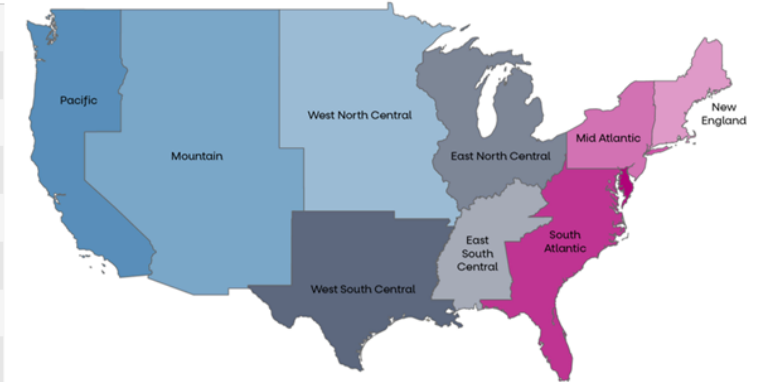 Pacific
Mountain
West North Central
East North Central
Mid Atlantic
New
England
East
South
Central
South
Atlantic
West South Central